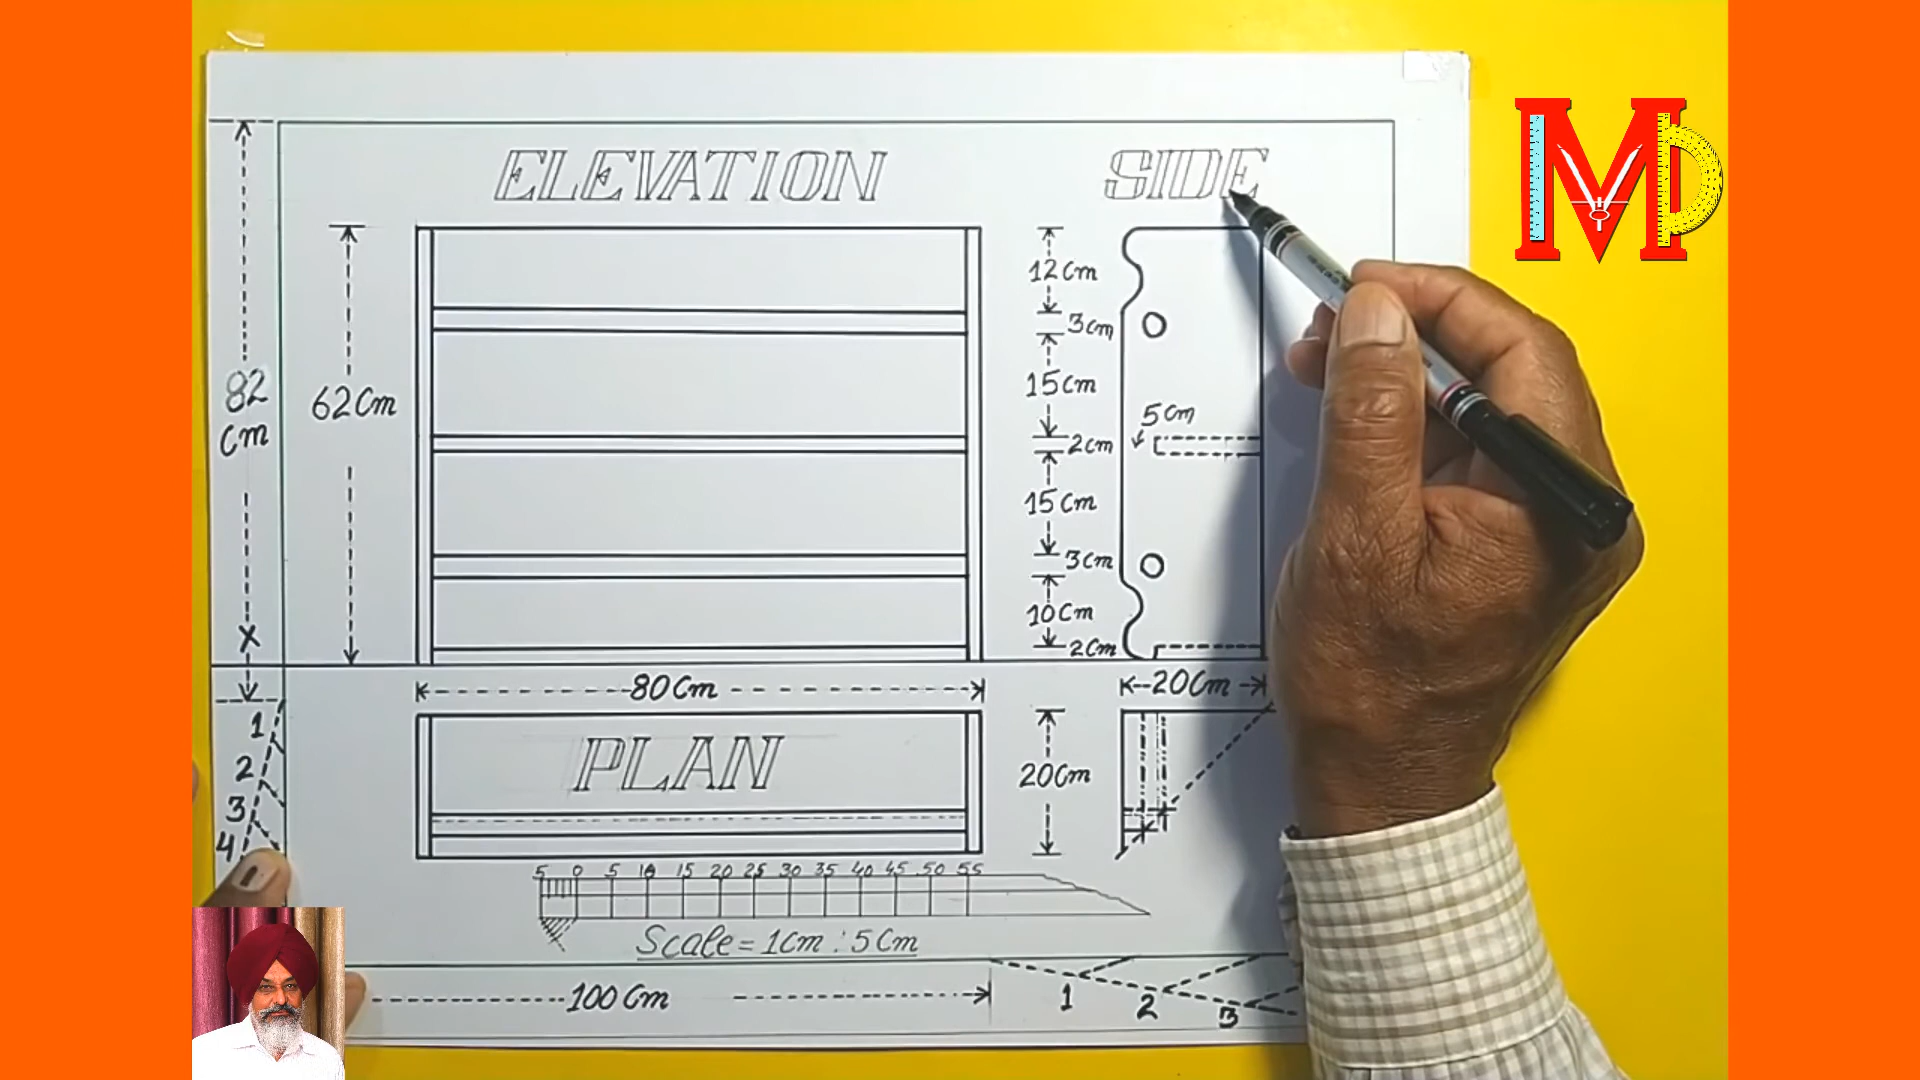 ELEVATION
SIDE
82
Cm
62Cm
X
12Cm
3cm
15Cm
2cm
15Cm
3cm
10Cm
2cm
5Cm
80Cm
20Cm
PLAN
20Cm
1
2
3
4
5 0 5 10 15 20 25 30 35 40 45 50 55
Scale = 1Cm : 5Cm
100Cm
1
2
3
MP